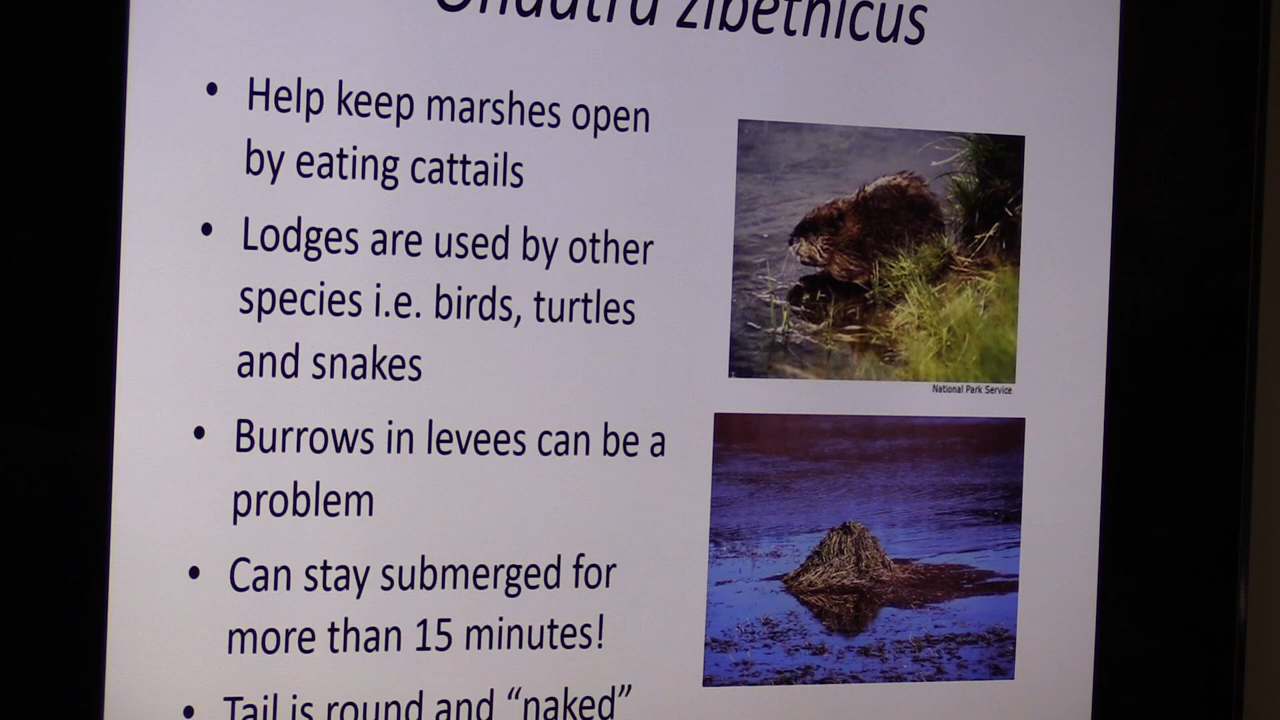 Ondatra zibethicus
• Help keep marshes open
by eating cattails
• Lodges are used by other
species i.e. birds, turtles
and snakes
• Burrows in levees can be a
problem
• Can stay submerged for
more than 15 minutes!
• Tail is round and “naked”
National Park Service